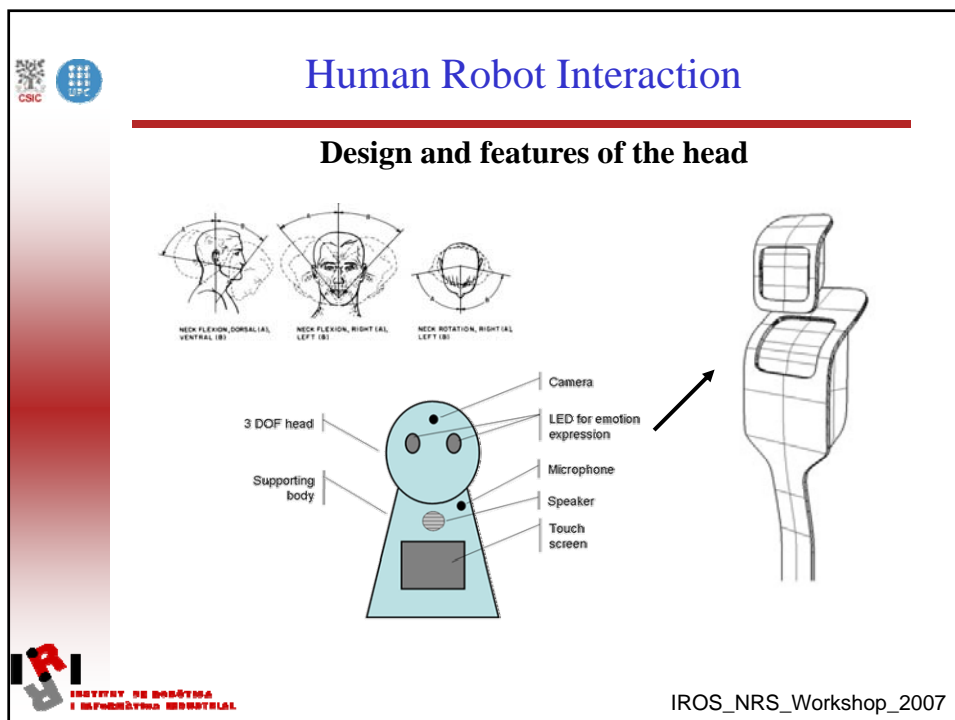 Human Robot Interaction
CSIC
UPC
Design and features of the head
A
B
A
B
A
B
NECK FLEXION, DORSAL (A),
VENTRAL (B)
NECK FLEXION, RIGHT (A),
LEFT (B)
NECK ROTATION, RIGHT (A),
LEFT (B)
3 DOF head
Supporting
body
Camera
LED for emotion
expression
Microphone
Speaker
Touch
screen
IRI
INSTITUT DE ROBÒTICA
I INFORMÀTICA INDUSTRIAL
IROS_NRS_Workshop_2007